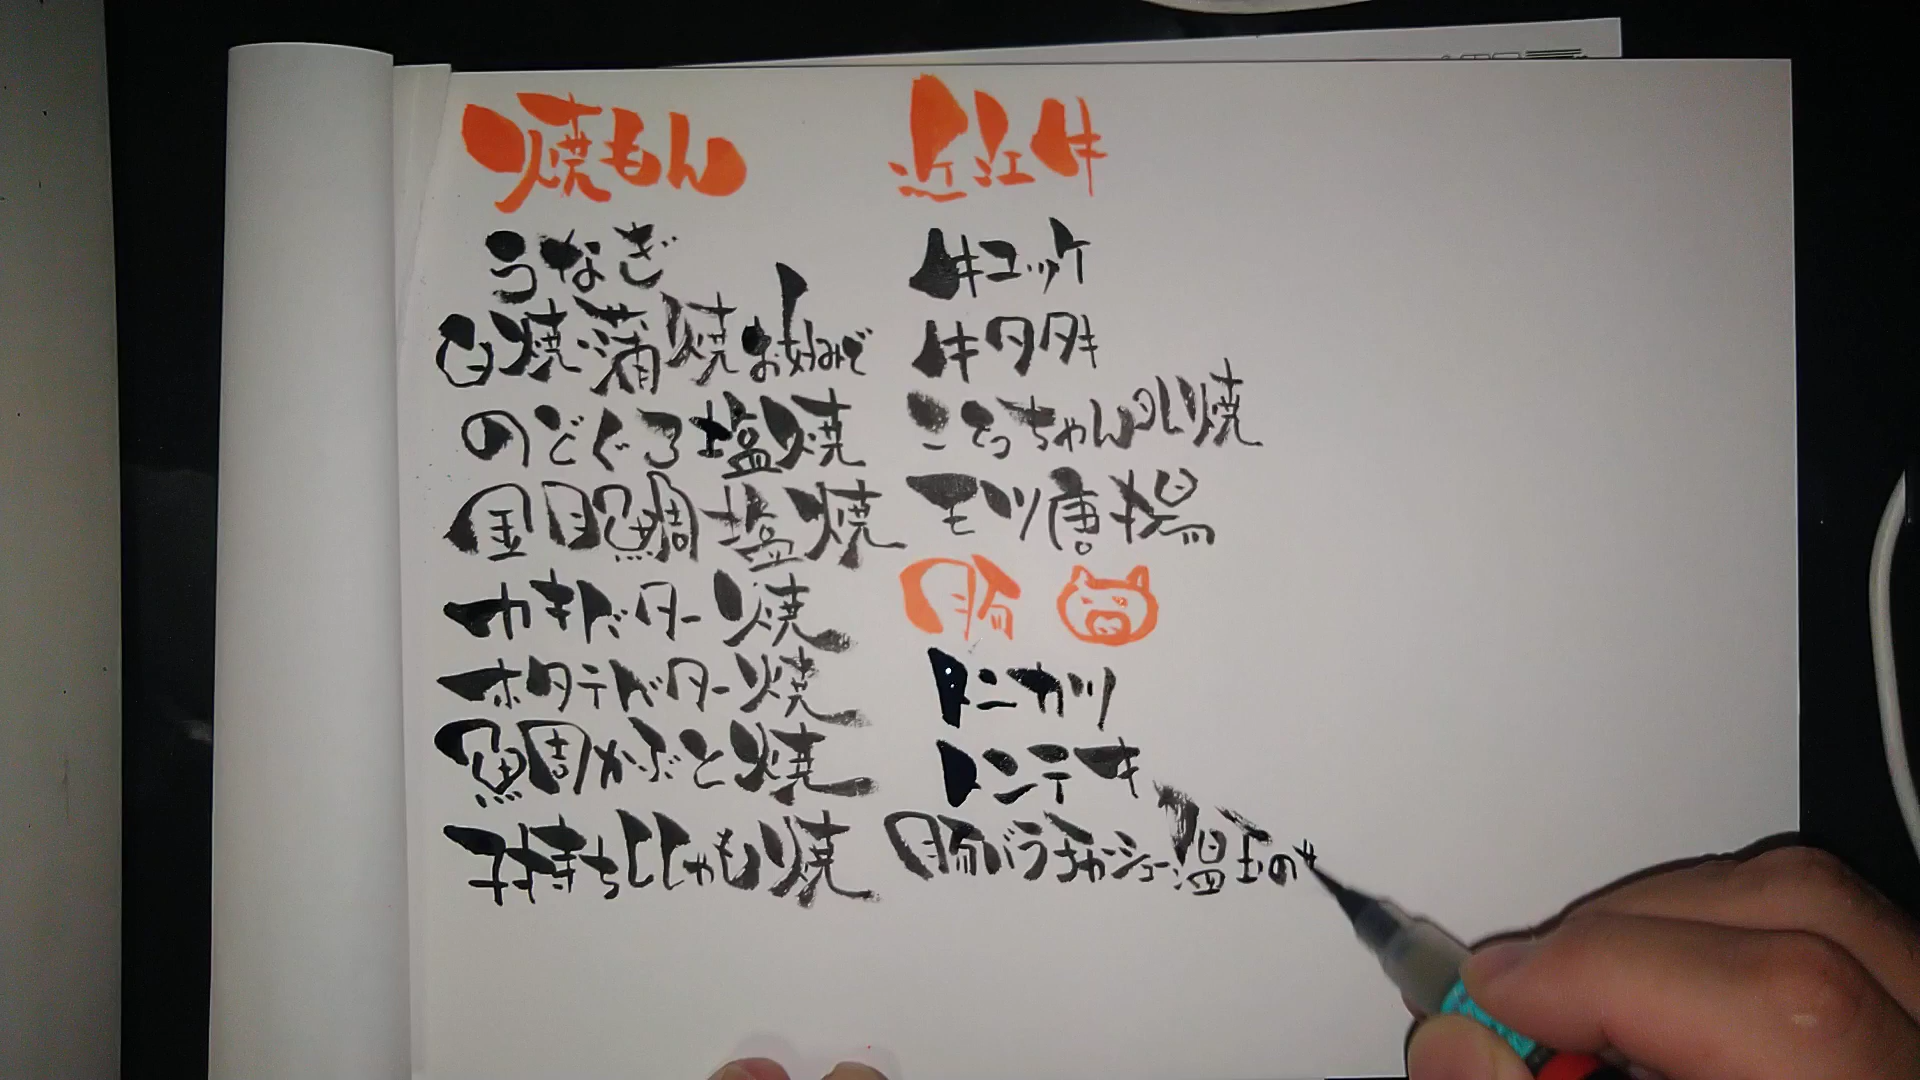 焼もん
うなぎ
白焼・蒲焼お好みで
のどぐろ塩焼
金目鯛塩焼
カキバター焼
ホタテバター焼
鯛かぶと焼
子持ちししゃも焼
近江牛
牛ユッケ
牛タタキ
こてっちゃん タレ焼
モツ唐揚
豚
トンカツ
トンテキ
豚バラチャーシュー温玉の